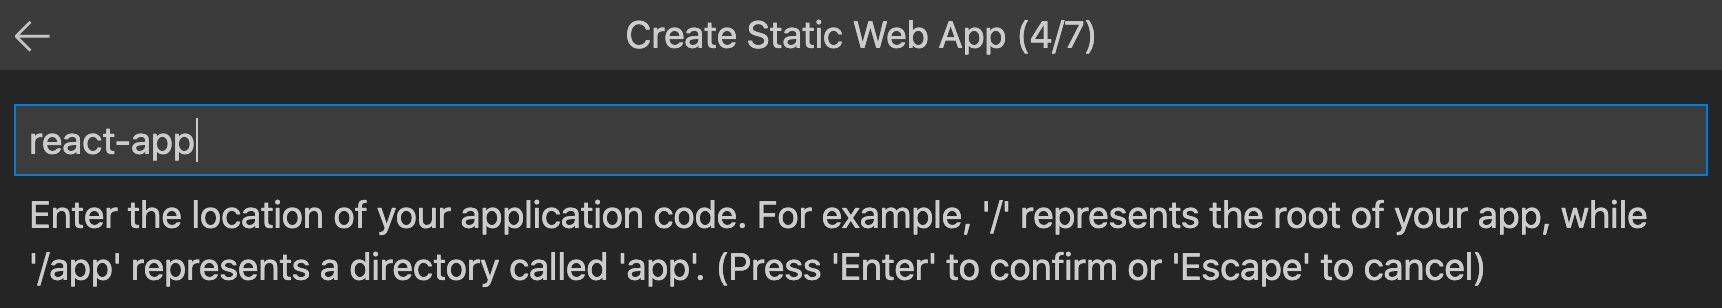 Create Static Web App (4/7)
react-app
Enter the location of your application code. For example, '/' represents the root of your app, while
'/app' represents a directory called 'app'. (Press 'Enter' to confirm or 'Escape' to cancel)